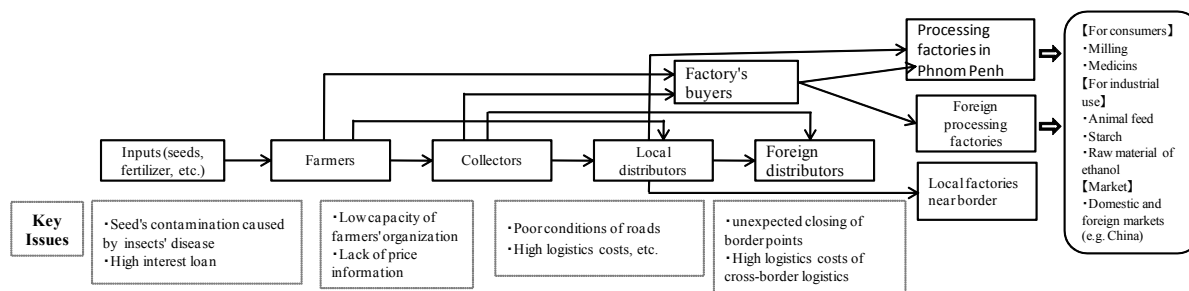 Inputs (seeds,
fertilizer, etc.)
Farmers
Collectors
Local
distributors
Foreign
distributors
Factory's
buyers
Processing
factories in
Phnom Penh
Foreign
processing
factories
Local factories
near border
【For consumers】
・Milling
・Medicins
【For industrial
use】
・Animal feed
・Starch
・Raw material of
ethanol
【Market】
・Domestic and
foreign markets
(e.g. China)
Key
Issues
・Seed's contamination caused
by insects' disease
・High interest loan
・Low capacity of
farmers' organization
・Lack of price
information
・Poor conditions of roads
・High logistics costs, etc.
・unexpected closing of
border points
・High logistics costs of
cross-border logistics